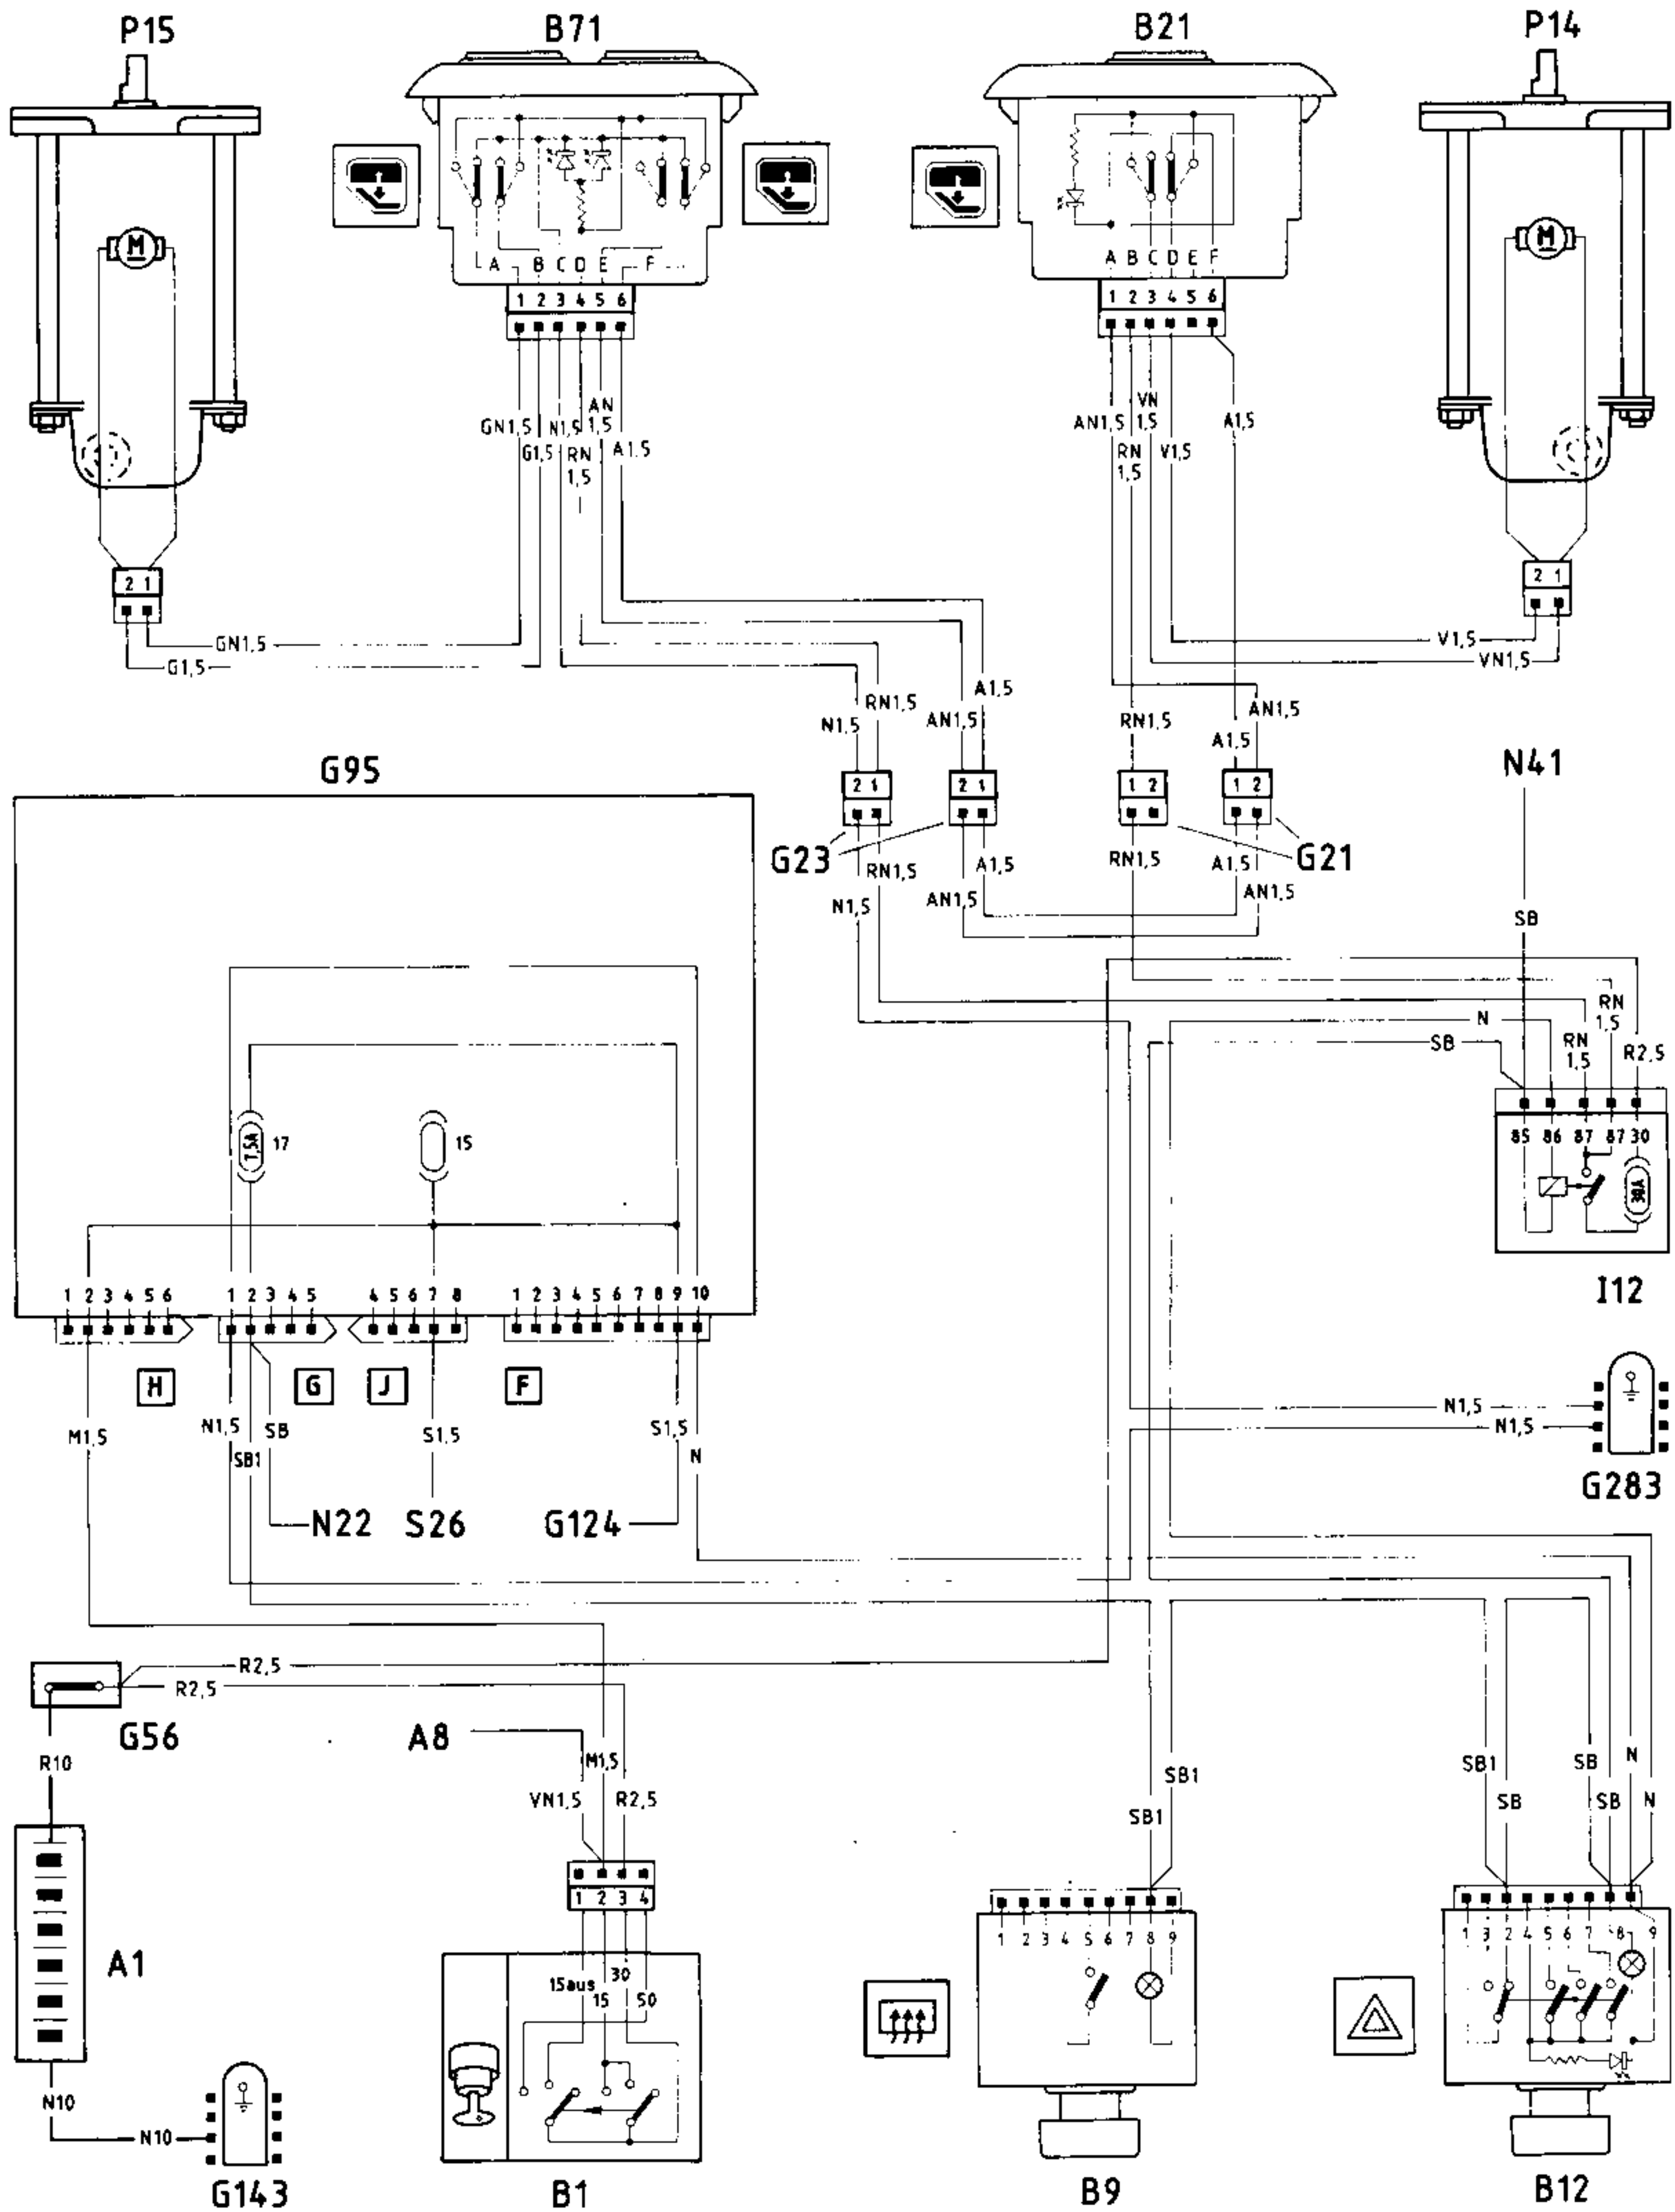 P15
B71
B21
P14
M
M
A B C D E F
A B C D E F
1 2 3 4 5 6
1 2 3 4 5 6
GN1,5
G1,5
N1,5
RN
1,5
AN
1,5
A1,5
AN1,5
RN
1,5
VN
1,5
V1,5
A1,5
2 1
2 1
GN1,5
G1,5
V1,5
VN1,5
N1,5
RN1,5
AN1,5
A1,5
RN1,5
A1,5
AN1,5
G95
N41
2 1
2 1
1 2
1 2
G23
G21
RN1,5
N1,5
A1,5
AN1,5
RN1,5
A1,5
AN1,5
SB
N
SB
RN
1,5
RN
1,5
R2,5
7,5A
17
15
85 86 87 87 30
30A
I12
1 2 3 4 5 6
1 2 3 4 5
4 5 6 7 8
1 2 3 4 5 6 7 8 9 10
H
G
J
F
M1,5
N1,5
SB1
SB
S1,5
S1,5
N
N1,5
N1,5
G283
N22
S26
G124
R2,5
R2,5
G56
A8
R10
M1,5
VN1,5
R2,5
SB1
SB1
SB1
SB
SB
SB
N
N
A1
1 2 3 4
15aus
30
15
50
1 2 3 4 5 6 7 8 9
1 3 2 4 5 6 7 8 9
N10
N10
G143
B1
B9
B12